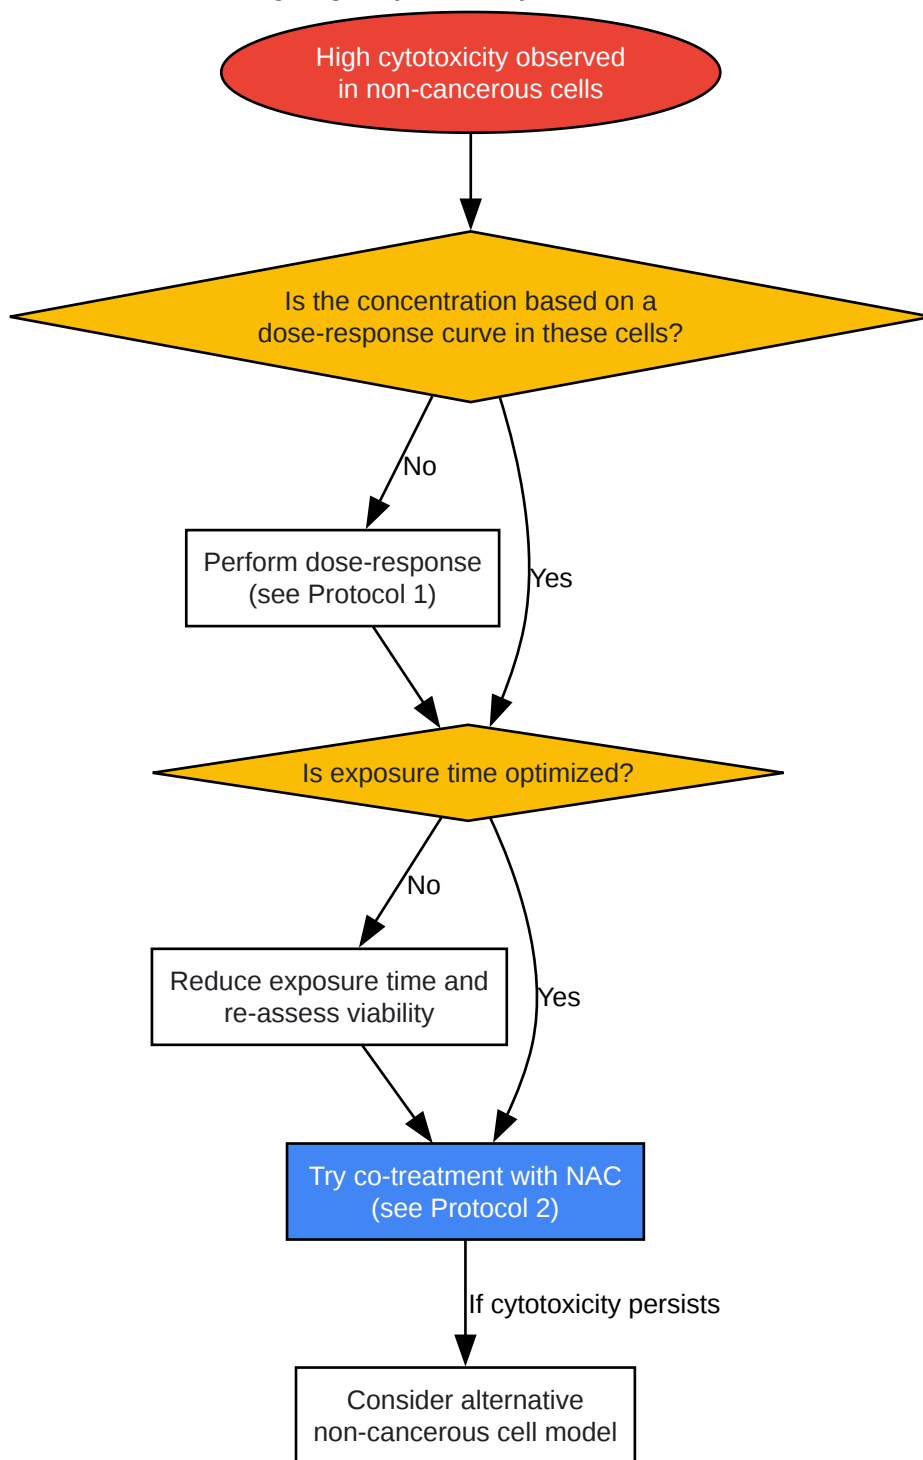 High cytotoxicity observed
in non-cancerous cells
Is the concentration based on a
dose-response curve in these cells?
No
Perform dose-response
(see Protocol 1)
Yes
Is exposure time optimized?
No
Reduce exposure time and
re-assess viability
Yes
Try co-treatment with NAC
(see Protocol 2)
If cytotoxicity persists
Consider alternative
non-cancerous cell model